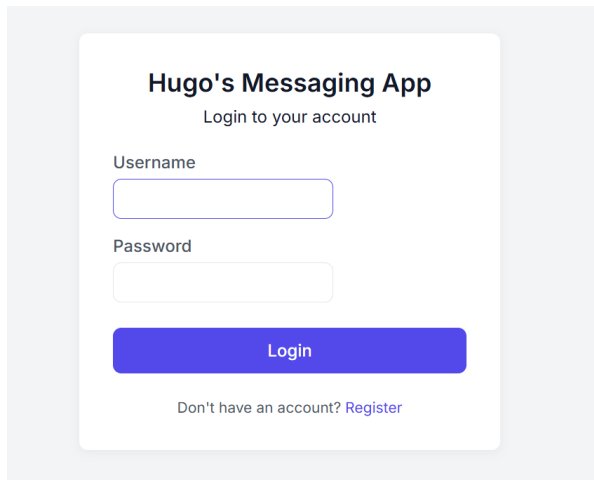 Hugo's Messaging App
Login to your account
Username
Password
Login
Don't have an account? Register